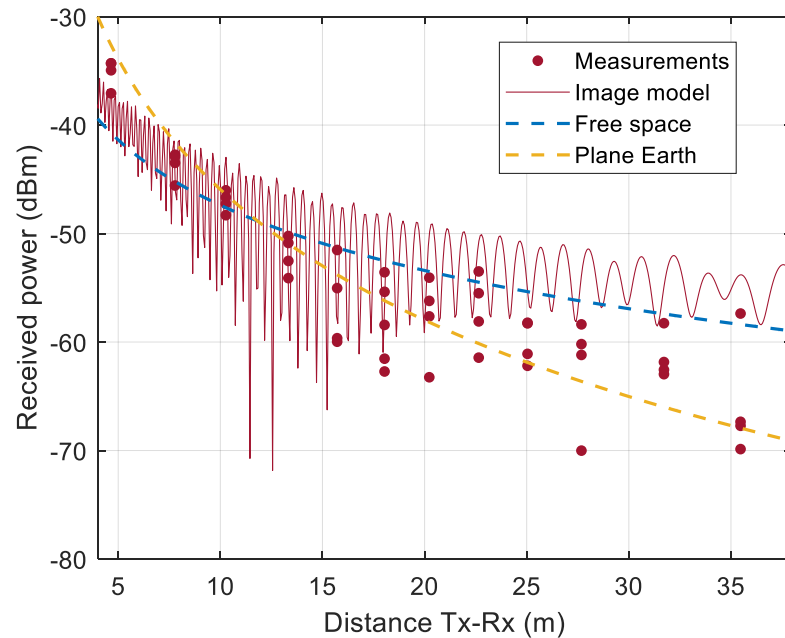 -30
-40
-50
-60
-70
-80
Received power (dBm)
5
10
15
20
25
30
35
Distance Tx-Rx (m)
Measurements
Image model
Free space
Plane Earth